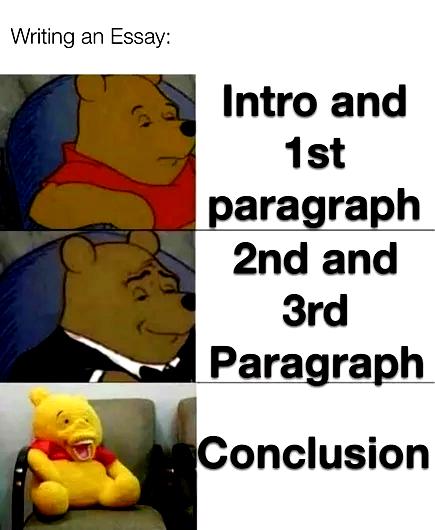 Writing an Essay:
Intro and
1st
paragraph
2nd and
3rd
Paragraph
Conclusion